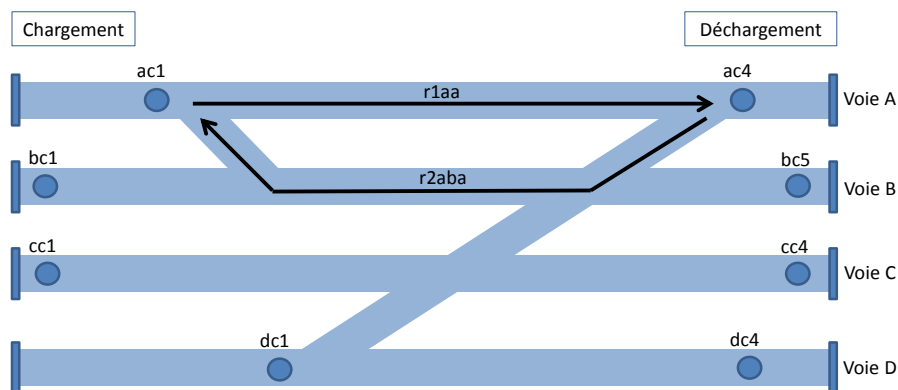 Chargement
Déchargement
ac1
ac4
r1aa
Voie A
bc1
r2aba
bc5
Voie B
cc1
cc4
Voie C
dc1
dc4
Voie D